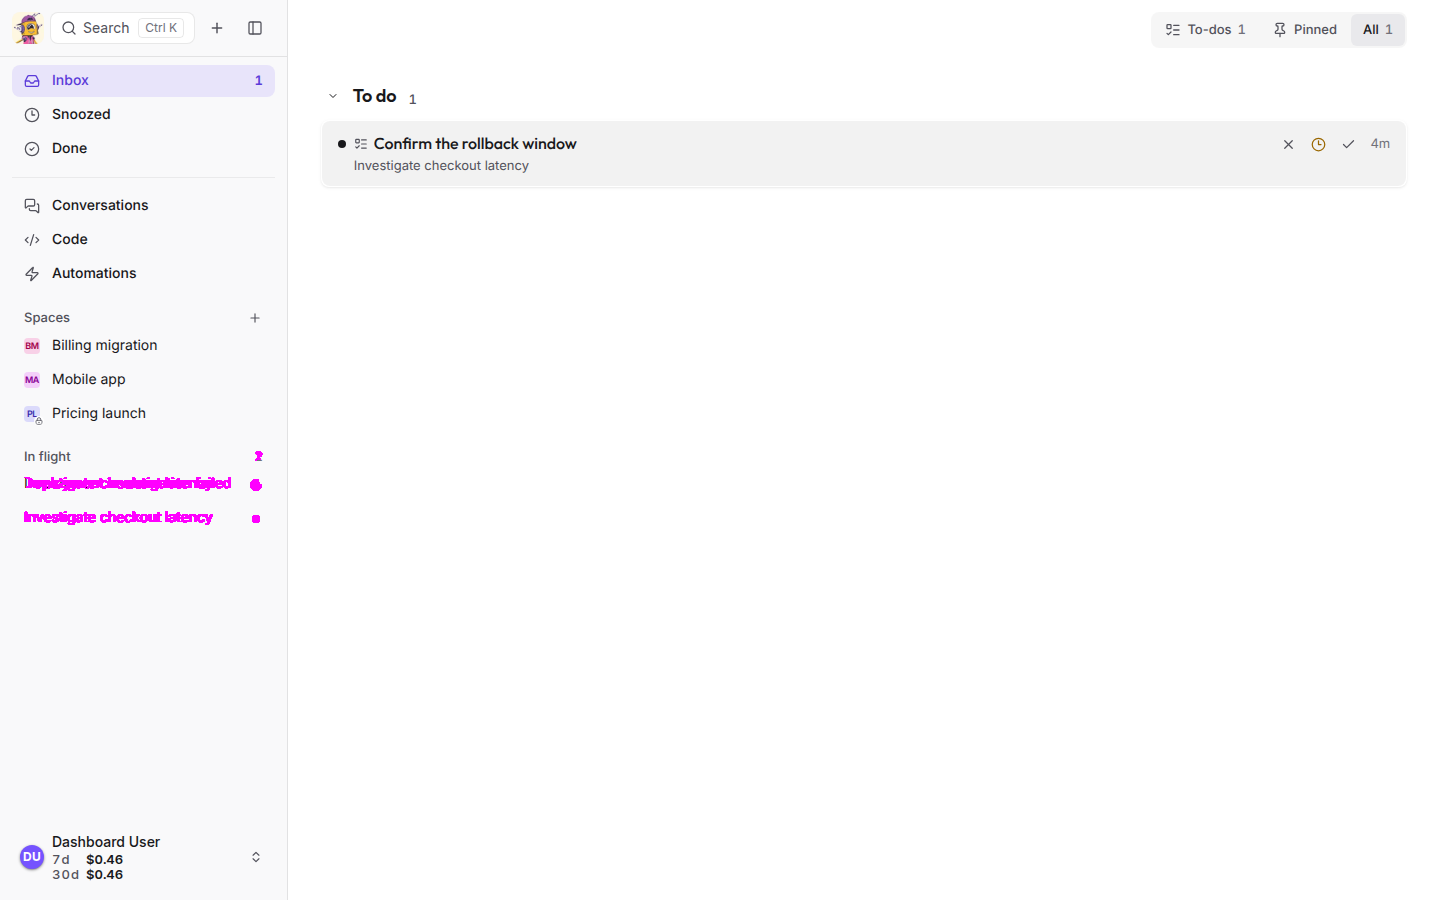 Search Ctrl K
Inbox 1
Snoozed
Done
Conversations
Code
Automations
Spaces
BM Billing migration
MA Mobile app
PL Pricing launch
In flight
Investigate checkout latency
DU Dashboard User
7d $0.46
30d $0.46
To-dos 1
Pinned
All 1
To do 1
Confirm the rollback window
4m
Investigate checkout latency